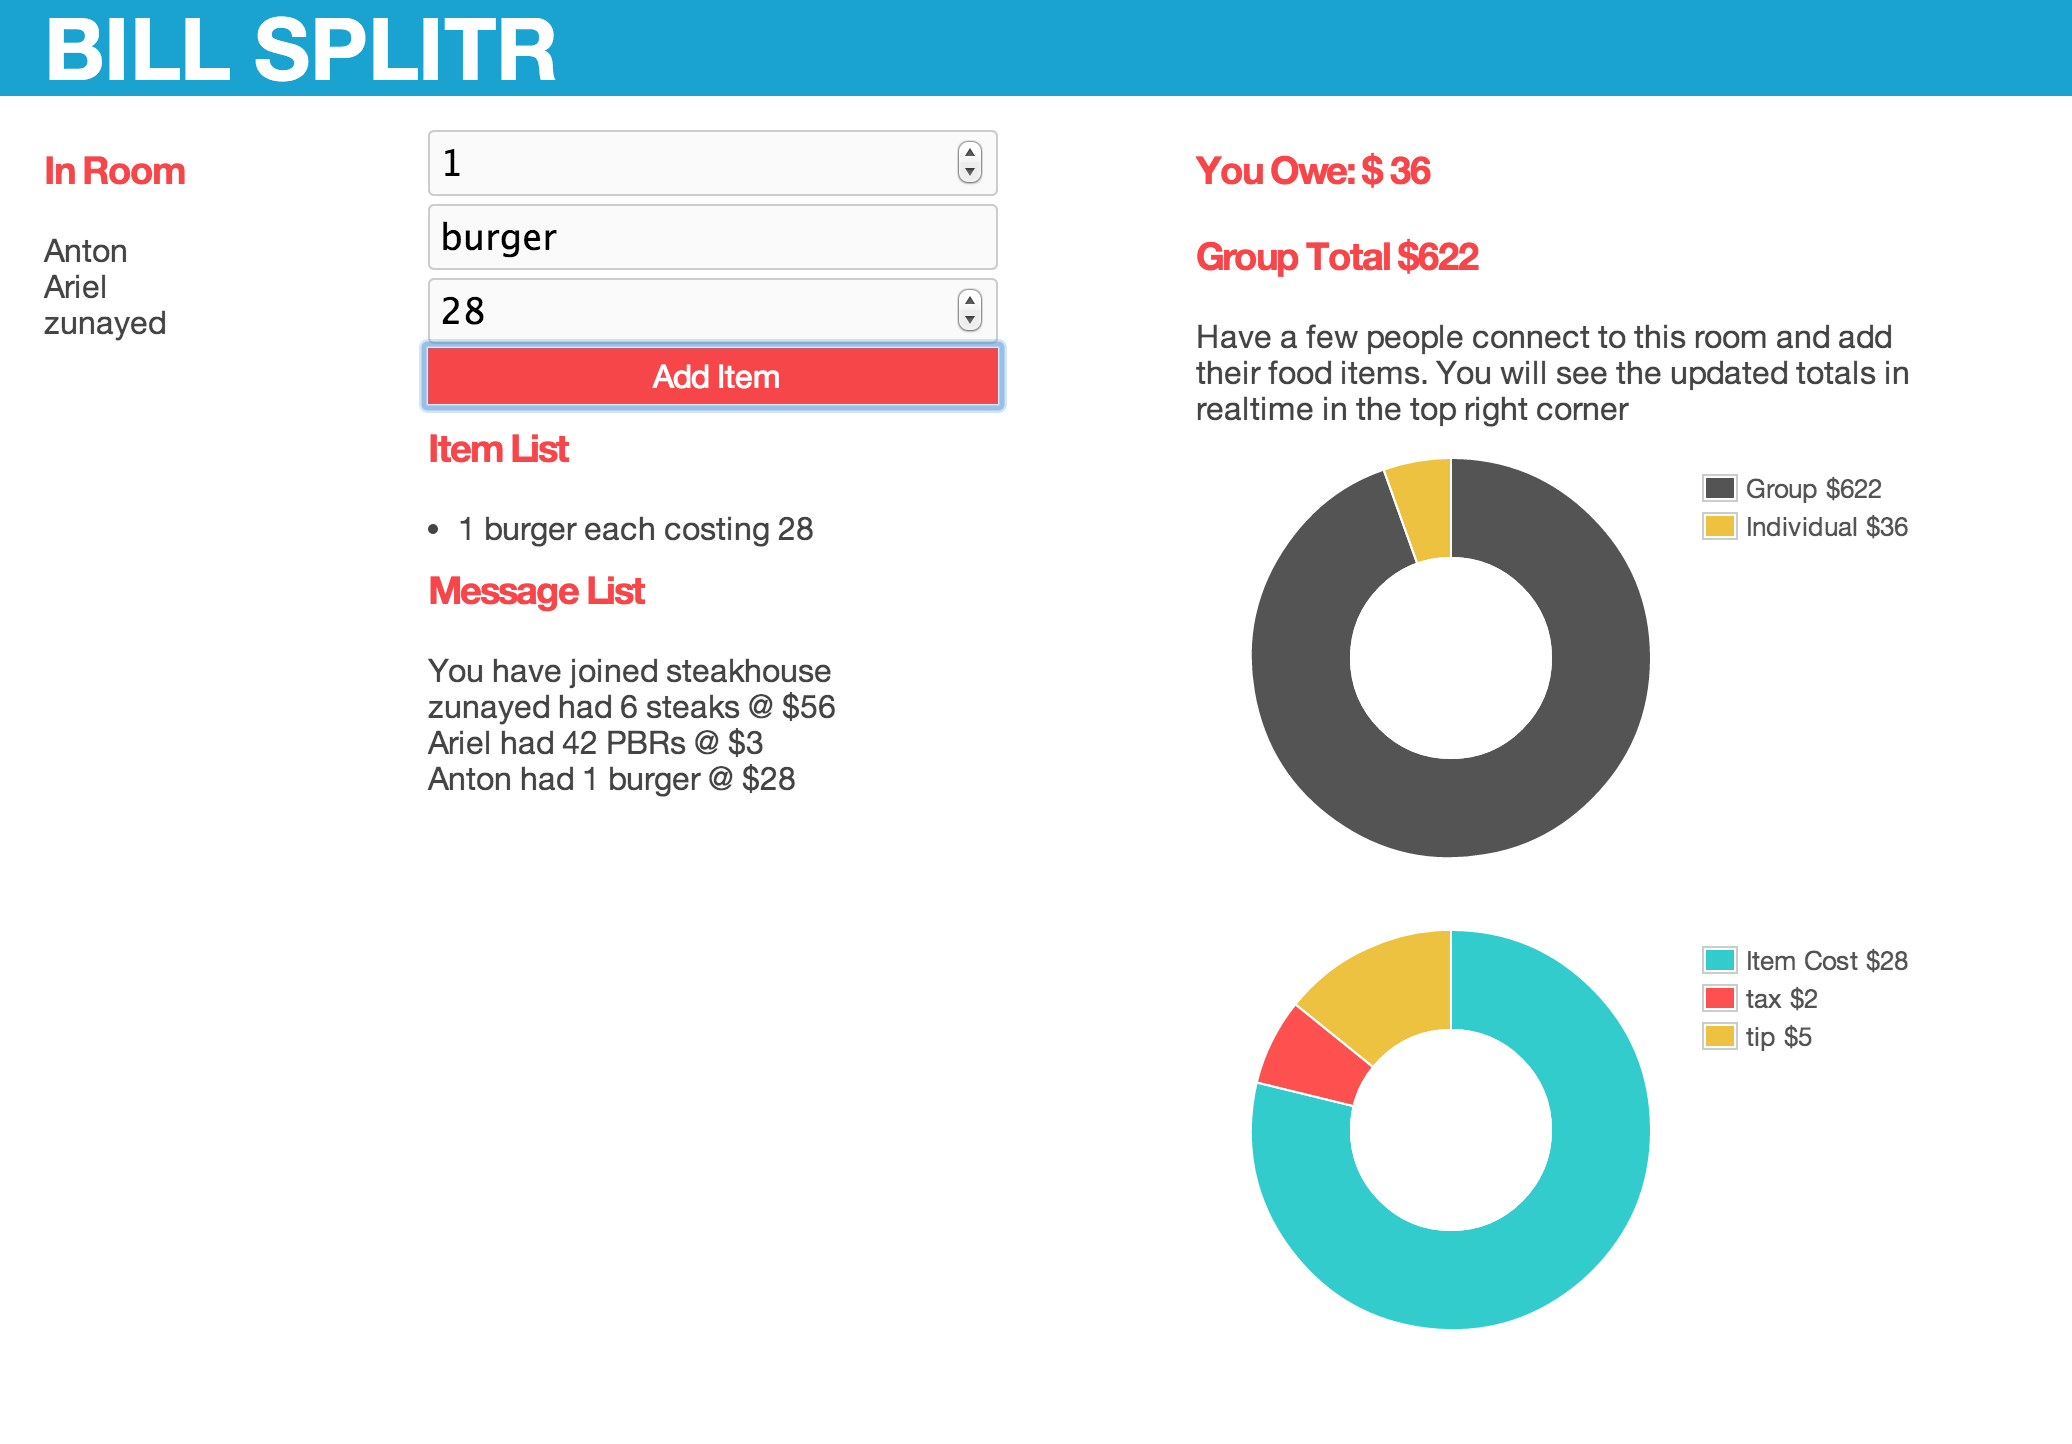 BILL SPLITR
In Room
Anton
Ariel
zunayed
1
burger
28
Add Item
Item List
• 1 burger each costing 28
Message List
You have joined steakhouse
zunayed had 6 steaks @ $56
Ariel had 42 PBRs @ $3
Anton had 1 burger @ $28
You Owe: $ 36
Group Total $622
Have a few people connect to this room and add
their food items. You will see the updated totals in
realtime in the top right corner
Group $622
Individual $36
Item Cost $28
tax $2
tip $5